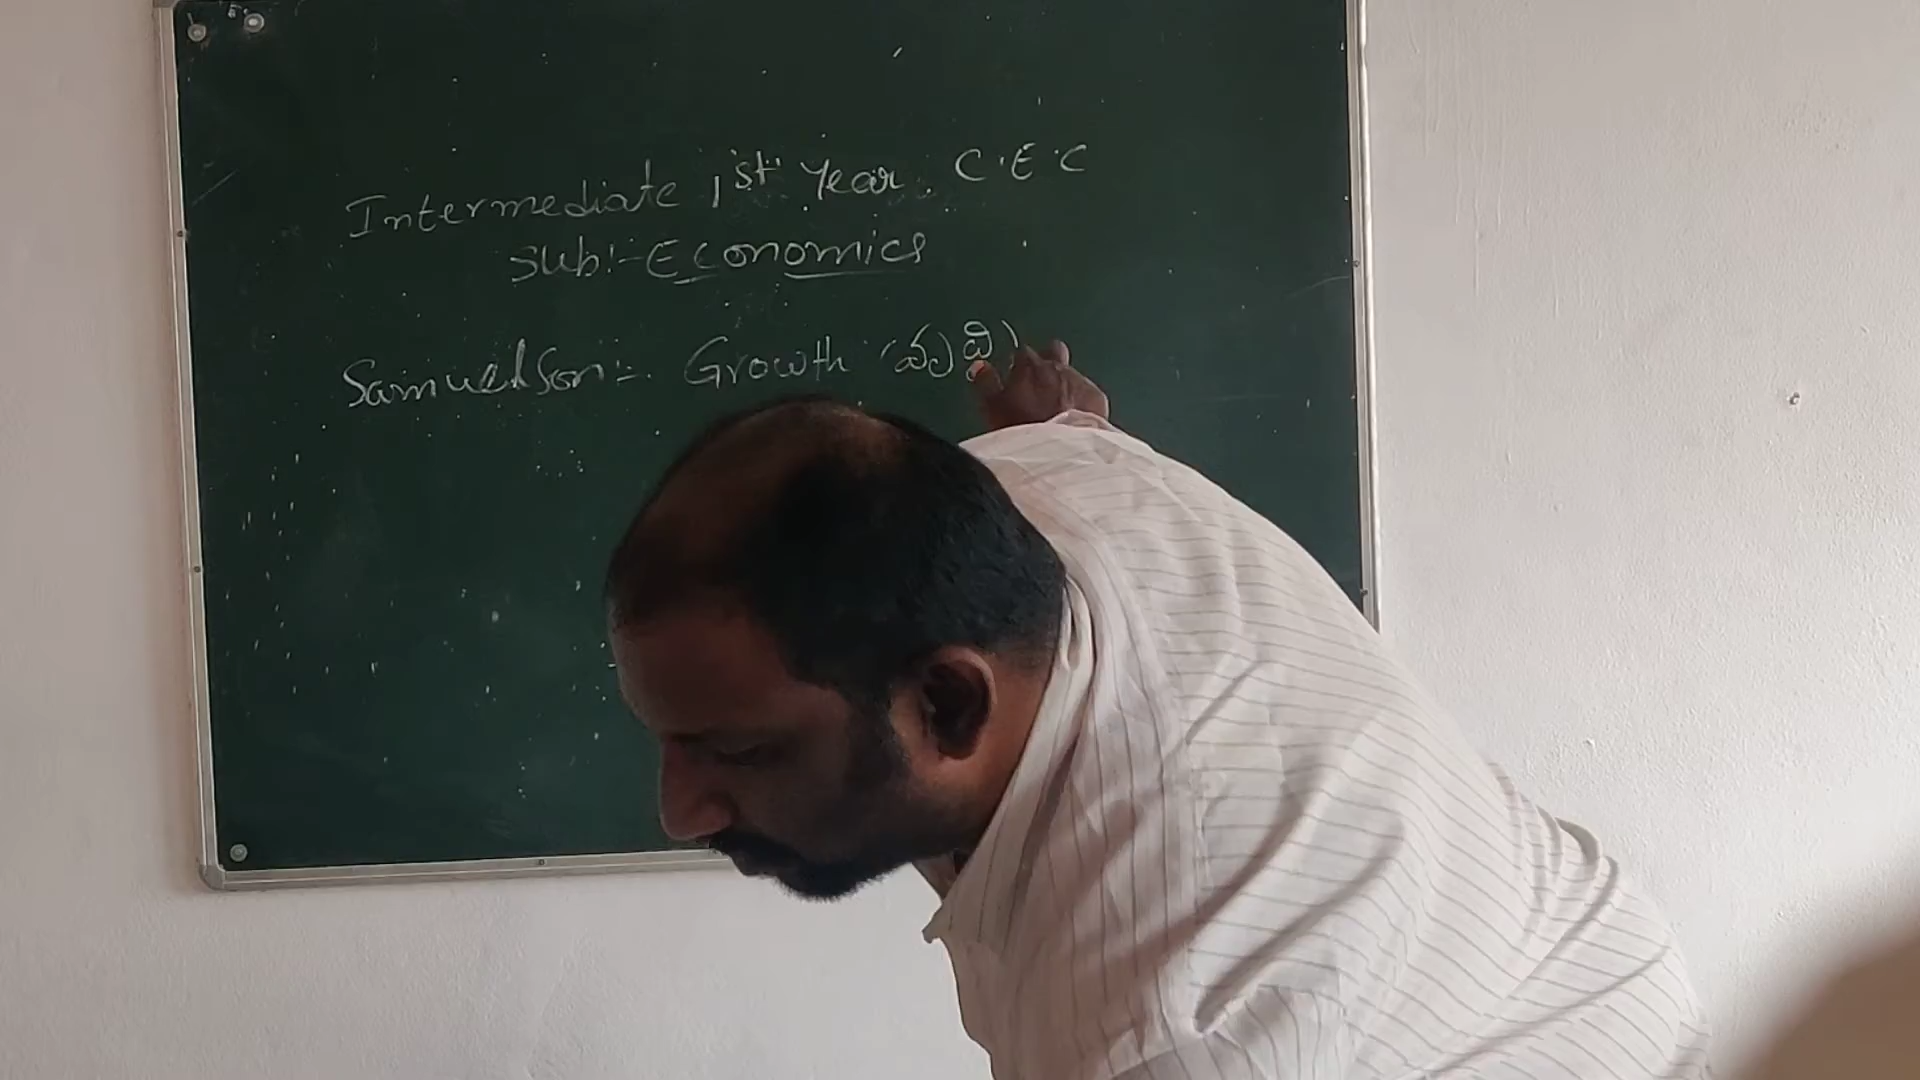 Intermediate 1st Year. C.E.C
Sub:- Economics
Samuelson:- Growth (వృద్ధి)